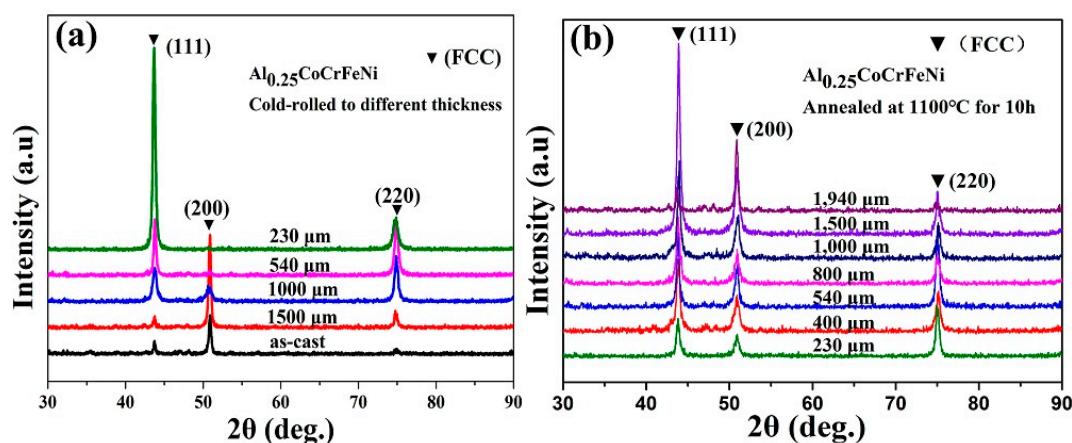 (a)
(111)
▼ (FCC)
Al0.25CoCrFeNi
Cold-rolled to different thickness
(200)
(220)
230 μm
540 μm
1000 μm
1500 μm
as-cast
Intensity (a.u)
30 40 50 60 70 80 90
2θ (deg.)
(b)
(111)
▼ (FCC)
Al0.25CoCrFeNi
Annealed at 1100°C for 10h
(200)
(220)
1,940 μm
1,500 μm
1,000 μm
800 μm
540 μm
400 μm
230 μm
Intensity (a.u)
30 40 50 60 70 80 90
2θ (deg.)